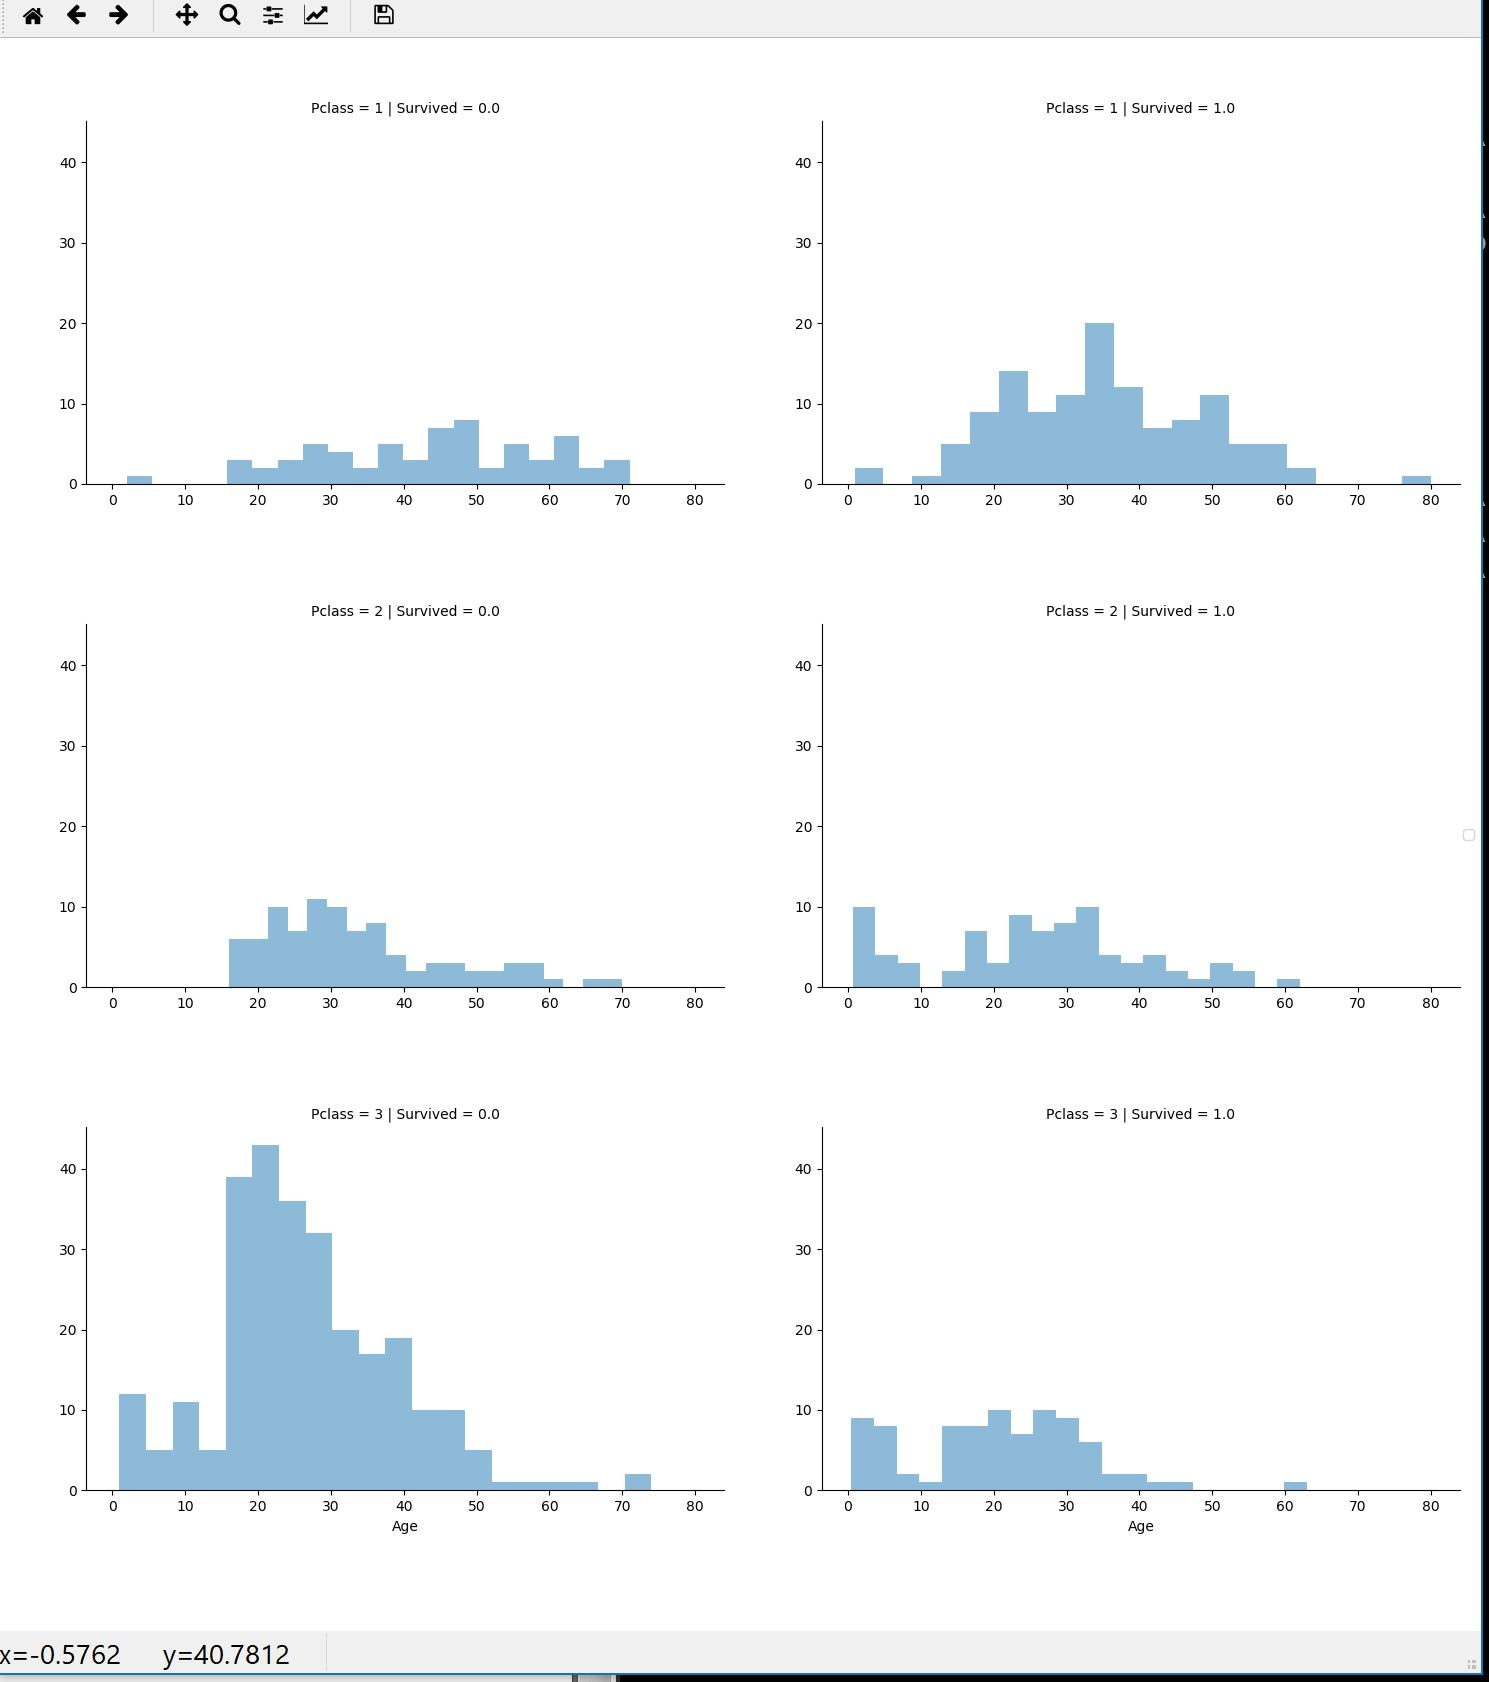 Pclass = 1 | Survived = 0.0
40
30
20
10
0
0 10 20 30 40 50 60 70 80
Pclass = 1 | Survived = 1.0
40
30
20
10
0
0 10 20 30 40 50 60 70 80
Pclass = 2 | Survived = 0.0
40
30
20
10
0
0 10 20 30 40 50 60 70 80
Pclass = 2 | Survived = 1.0
40
30
20
10
0
0 10 20 30 40 50 60 70 80
Pclass = 3 | Survived = 0.0
40
30
20
10
0
0 10 20 30 40 50 60 70 80
Age
Pclass = 3 | Survived = 1.0
40
30
20
10
0
0 10 20 30 40 50 60 70 80
Age
x=-0.5762 y=40.7812